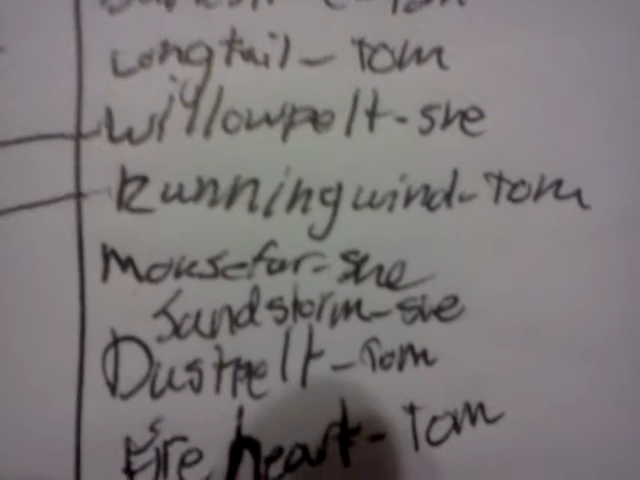 Longtail- Tom
Willowpelt-she
Runningwind-Tom
Mousefur-she
Sandstorm-she
Dustpelt-Tom
Fireheart-Tom